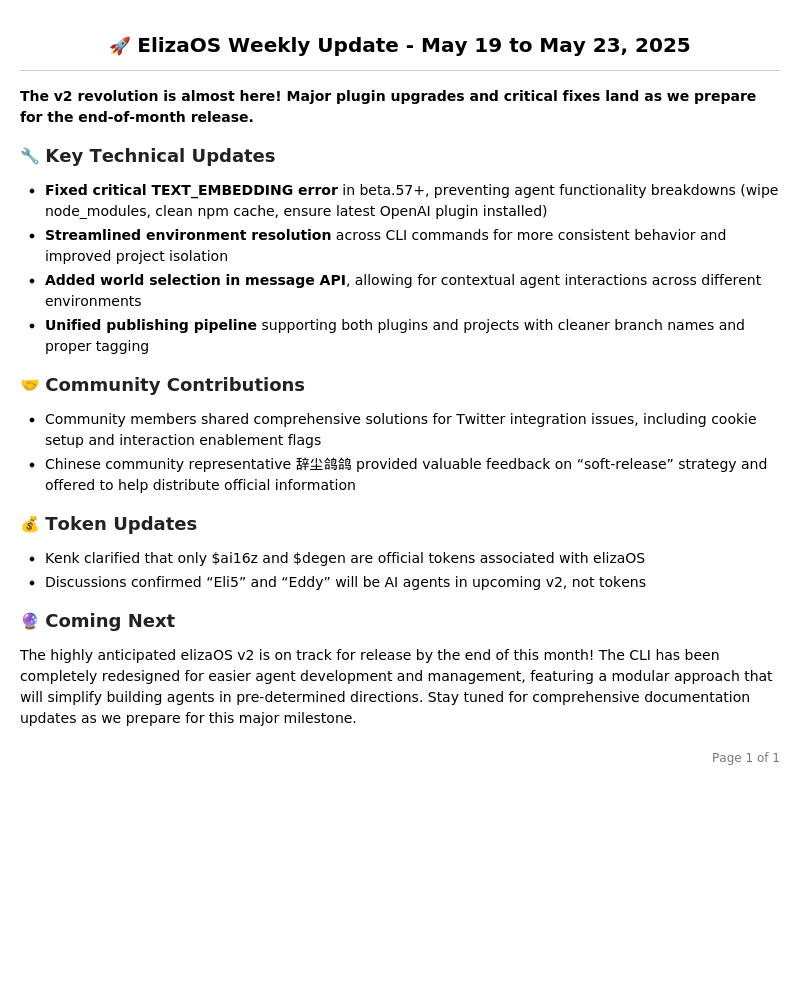 🚀 ElizaOS Weekly Update - May 19 to May 23, 2025
The v2 revolution is almost here! Major plugin upgrades and critical fixes land as we prepare
for the end-of-month release.
🔧 Key Technical Updates
• Fixed critical TEXT_EMBEDDING error in beta.57+, preventing agent functionality breakdowns (wipe
node_modules, clean npm cache, ensure latest OpenAI plugin installed)
• Streamlined environment resolution across CLI commands for more consistent behavior and
improved project isolation
• Added world selection in message API, allowing for contextual agent interactions across different
environments
• Unified publishing pipeline supporting both plugins and projects with cleaner branch names and
proper tagging
🤝 Community Contributions
• Community members shared comprehensive solutions for Twitter integration issues, including cookie
setup and interaction enablement flags
• Chinese community representative 辞尘鸽鸽 provided valuable feedback on “soft-release” strategy and
offered to help distribute official information
💰 Token Updates
• Kenk clarified that only $ai16z and $degen are official tokens associated with elizaOS
• Discussions confirmed “Eli5” and “Eddy” will be AI agents in upcoming v2, not tokens
🔮 Coming Next
The highly anticipated elizaOS v2 is on track for release by the end of this month! The CLI has been
completely redesigned for easier agent development and management, featuring a modular approach that
will simplify building agents in pre-determined directions. Stay tuned for comprehensive documentation
updates as we prepare for this major milestone.
Page 1 of 1